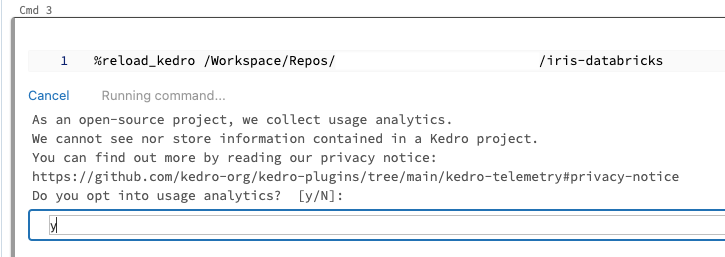 Cmd 3
1 %reload_kedro /Workspace/Repos/ /iris-databricks
Cancel Running command...
As an open-source project, we collect usage analytics.
We cannot see nor store information contained in a Kedro project.
You can find out more by reading our privacy notice:
https://github.com/kedro-org/kedro-plugins/tree/main/kedro-telemetry#privacy-notice
Do you opt into usage analytics? [y/N]:
y